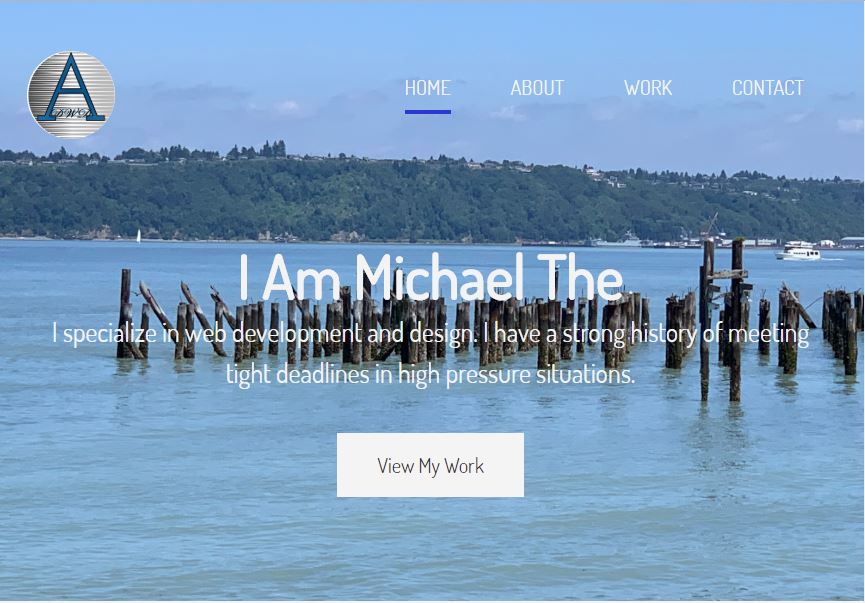 A
HOME ABOUT WORK CONTACT
I Am Michael The
I specialize in web development and design. I have a strong history of meeting
tight deadlines in high pressure situations.
View My Work